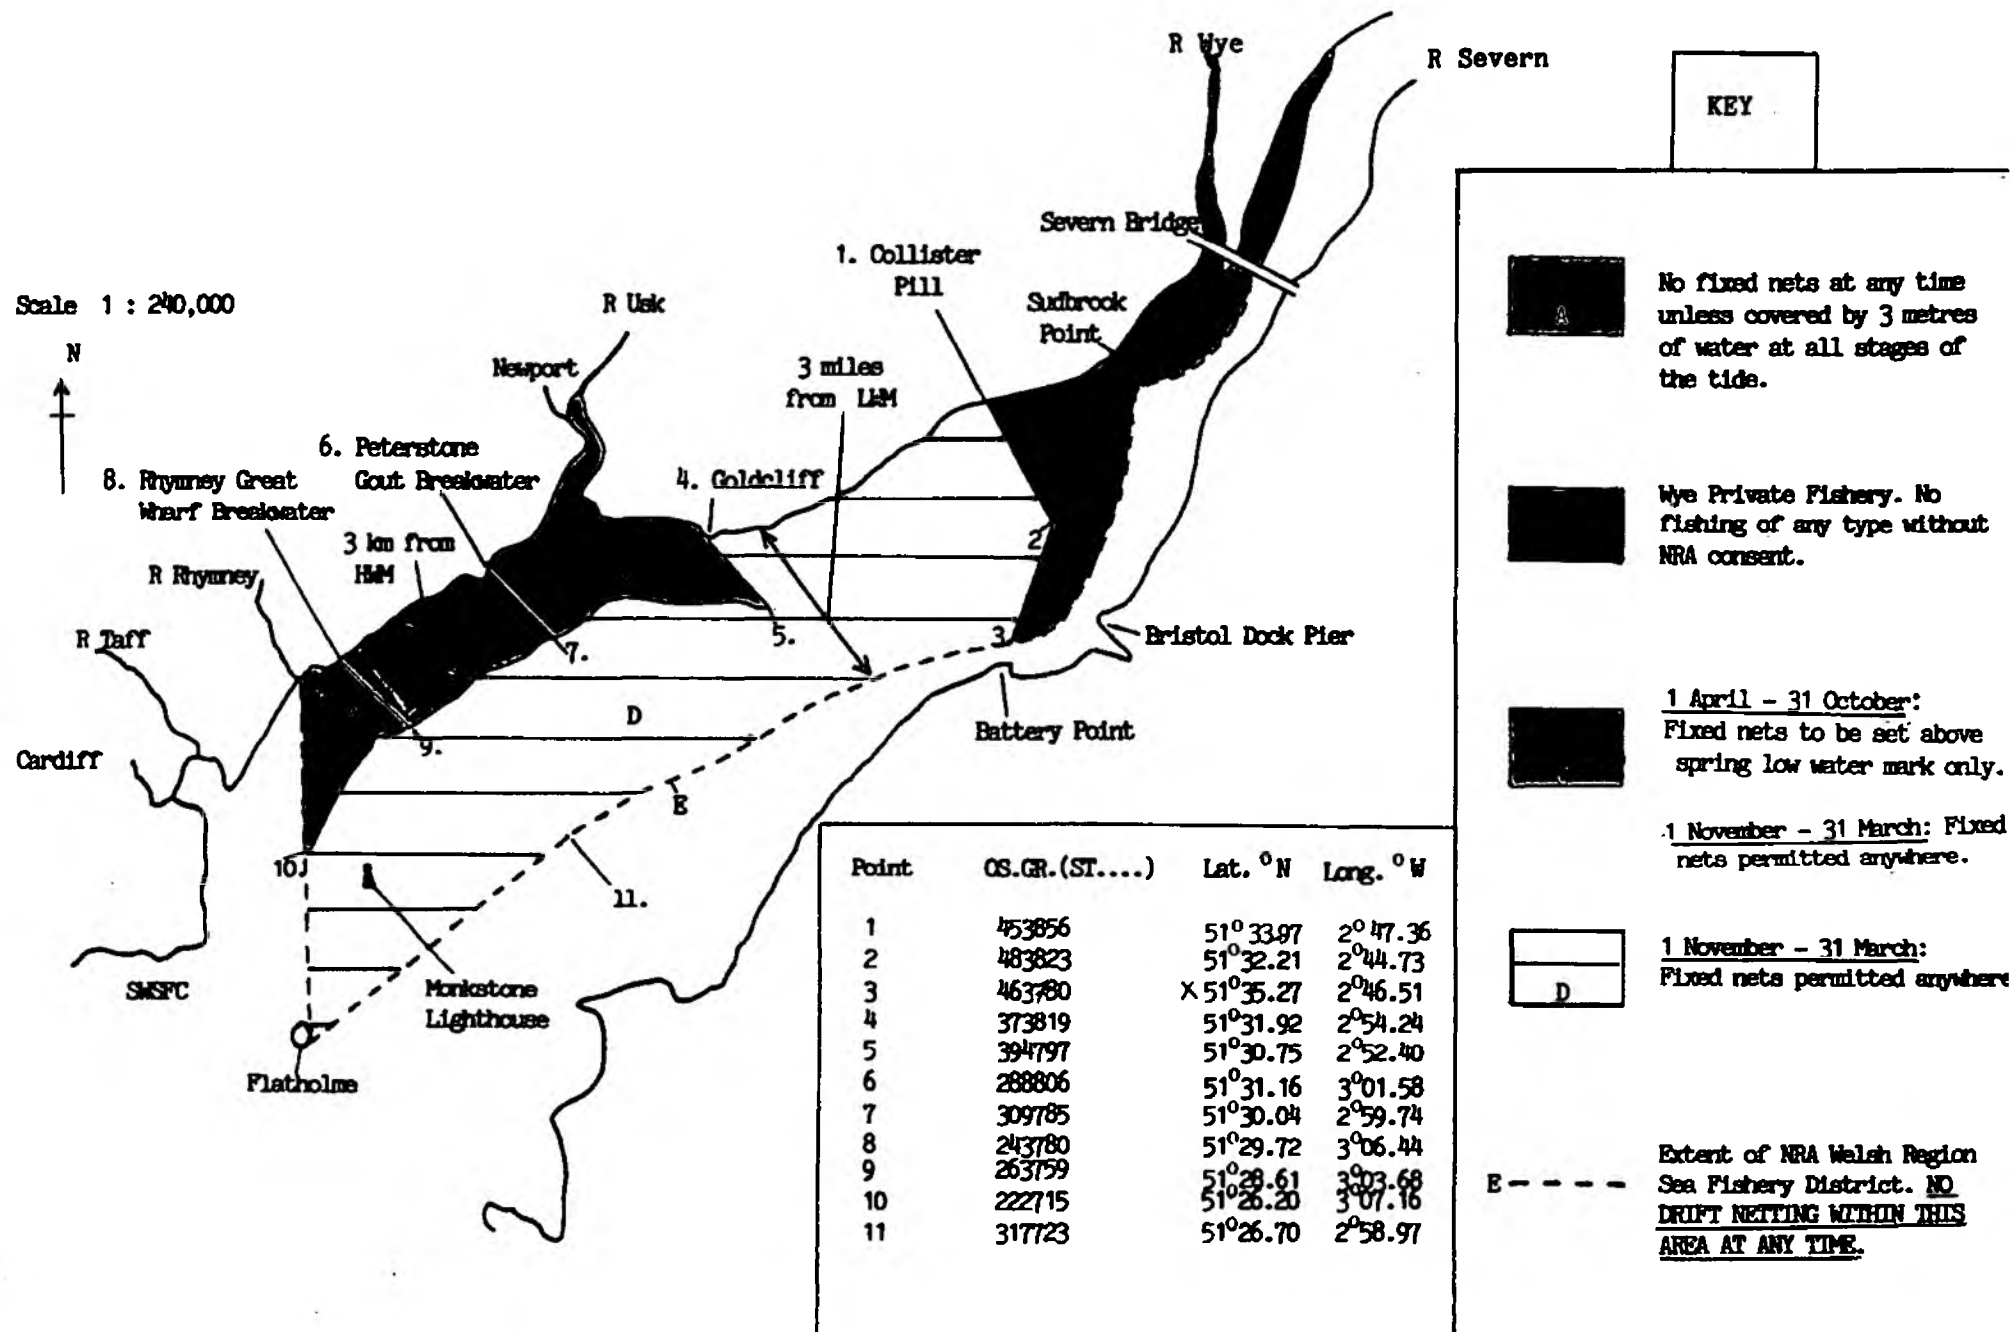 R Wye
R Severn
KEY
Severn Bridge
1. Collister
Pill
Scale 1 : 240,000
R Usk
Sudbrook
Point
N
Newport
3 miles
from LWM
6. Peterstone
Gout Breakwater
8. Rhymney Great
Wharf Breakwater
4. Goldcliff
3 km from
HWM
2
R Rhymney
R Taff
5.
3
7.
Bristol Dock Pier
D
Battery Point
9.
Cardiff
E
10
11.
SWSFC
Monkstone
Lighthouse
Flatholme
A
No fixed nets at any time
unless covered by 3 metres
of water at all stages of
the tide.
Wye Private Fishery. No
fishing of any type without
NRA consent.
1 April - 31 October:
Fixed nets to be set above
spring low water mark only.
1 November - 31 March: Fixed
nets permitted anywhere.
D
1 November - 31 March:
Fixed nets permitted anywhere
E - - - - Extent of NRA Welsh Region
Sea Fishery District. NO
DRIFT NETTING WITHIN THIS
AREA AT ANY TIME.
Point OS.GR.(ST....) Lat. °N Long. °W
1 453856 51°33.97 2°47.36
2 483823 51°32.21 2°44.73
3 463780 X 51°35.27 2°46.51
4 373819 51°31.92 2°54.24
5 394797 51°30.75 2°52.40
6 288806 51°31.16 3°01.58
7 309785 51°30.04 2°59.74
8 243780 51°29.72 3°06.44
9 263759 51°28.61 3°03.68
10 222715 51°26.20 3°07.16
11 317723 51°26.70 2°58.97